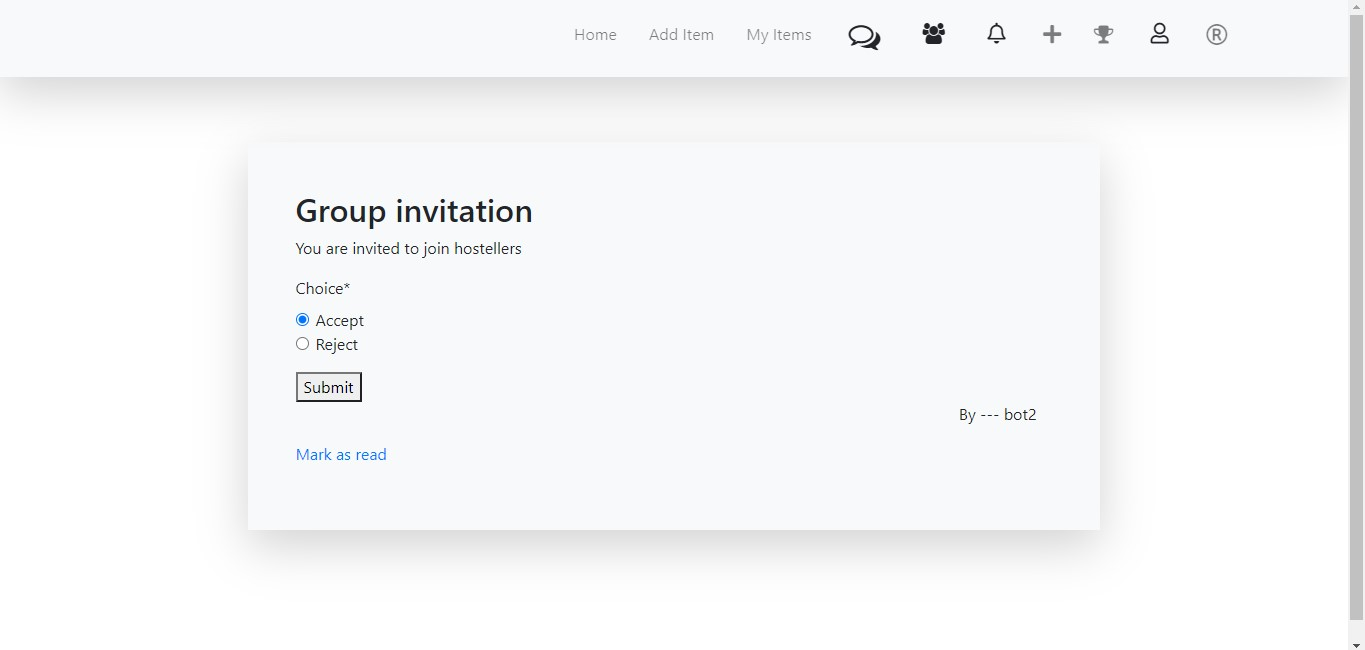 Home Add Item My Items ®
Group invitation
You are invited to join hostellers
Choice*
Accept
Reject
Submit
By --- bot2
Mark as read